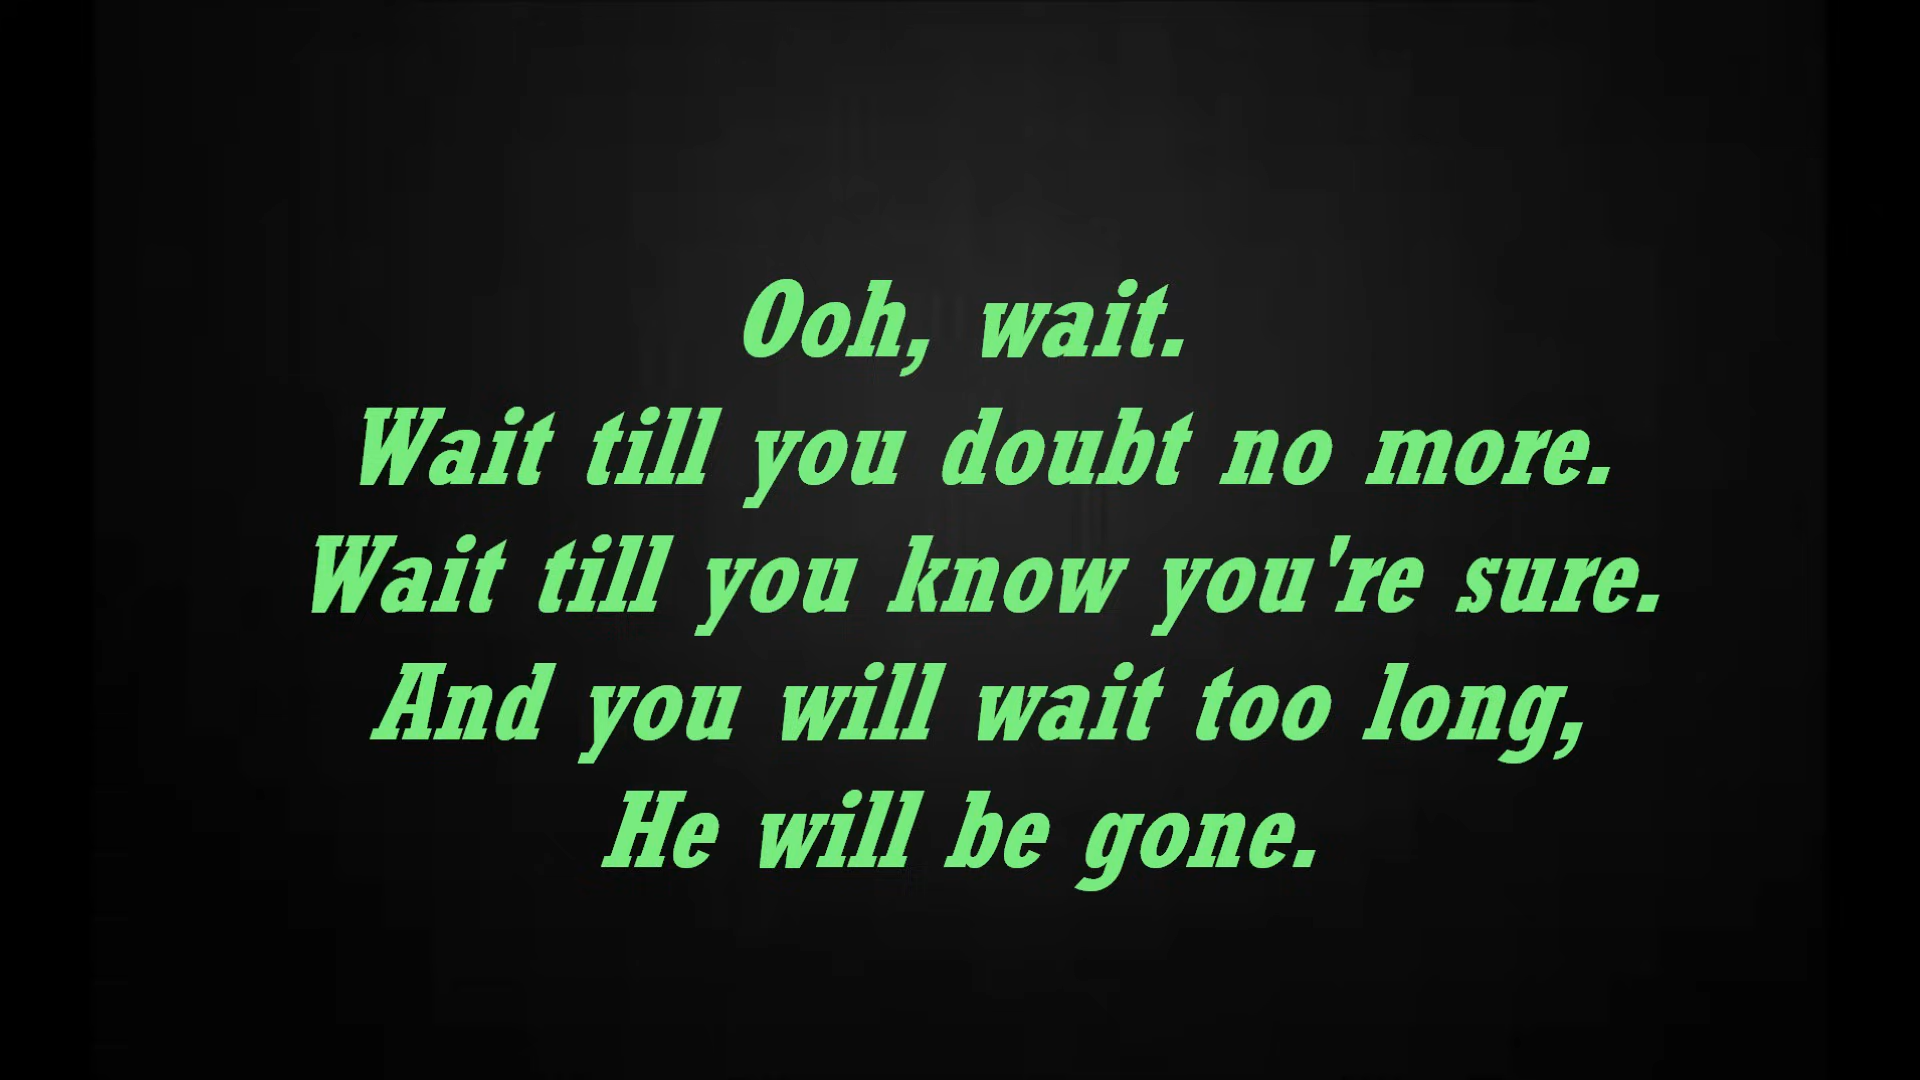 Ooh, wait.
Wait till you doubt no more.
Wait till you know you're sure.
And you will wait too long,
He will be gone.